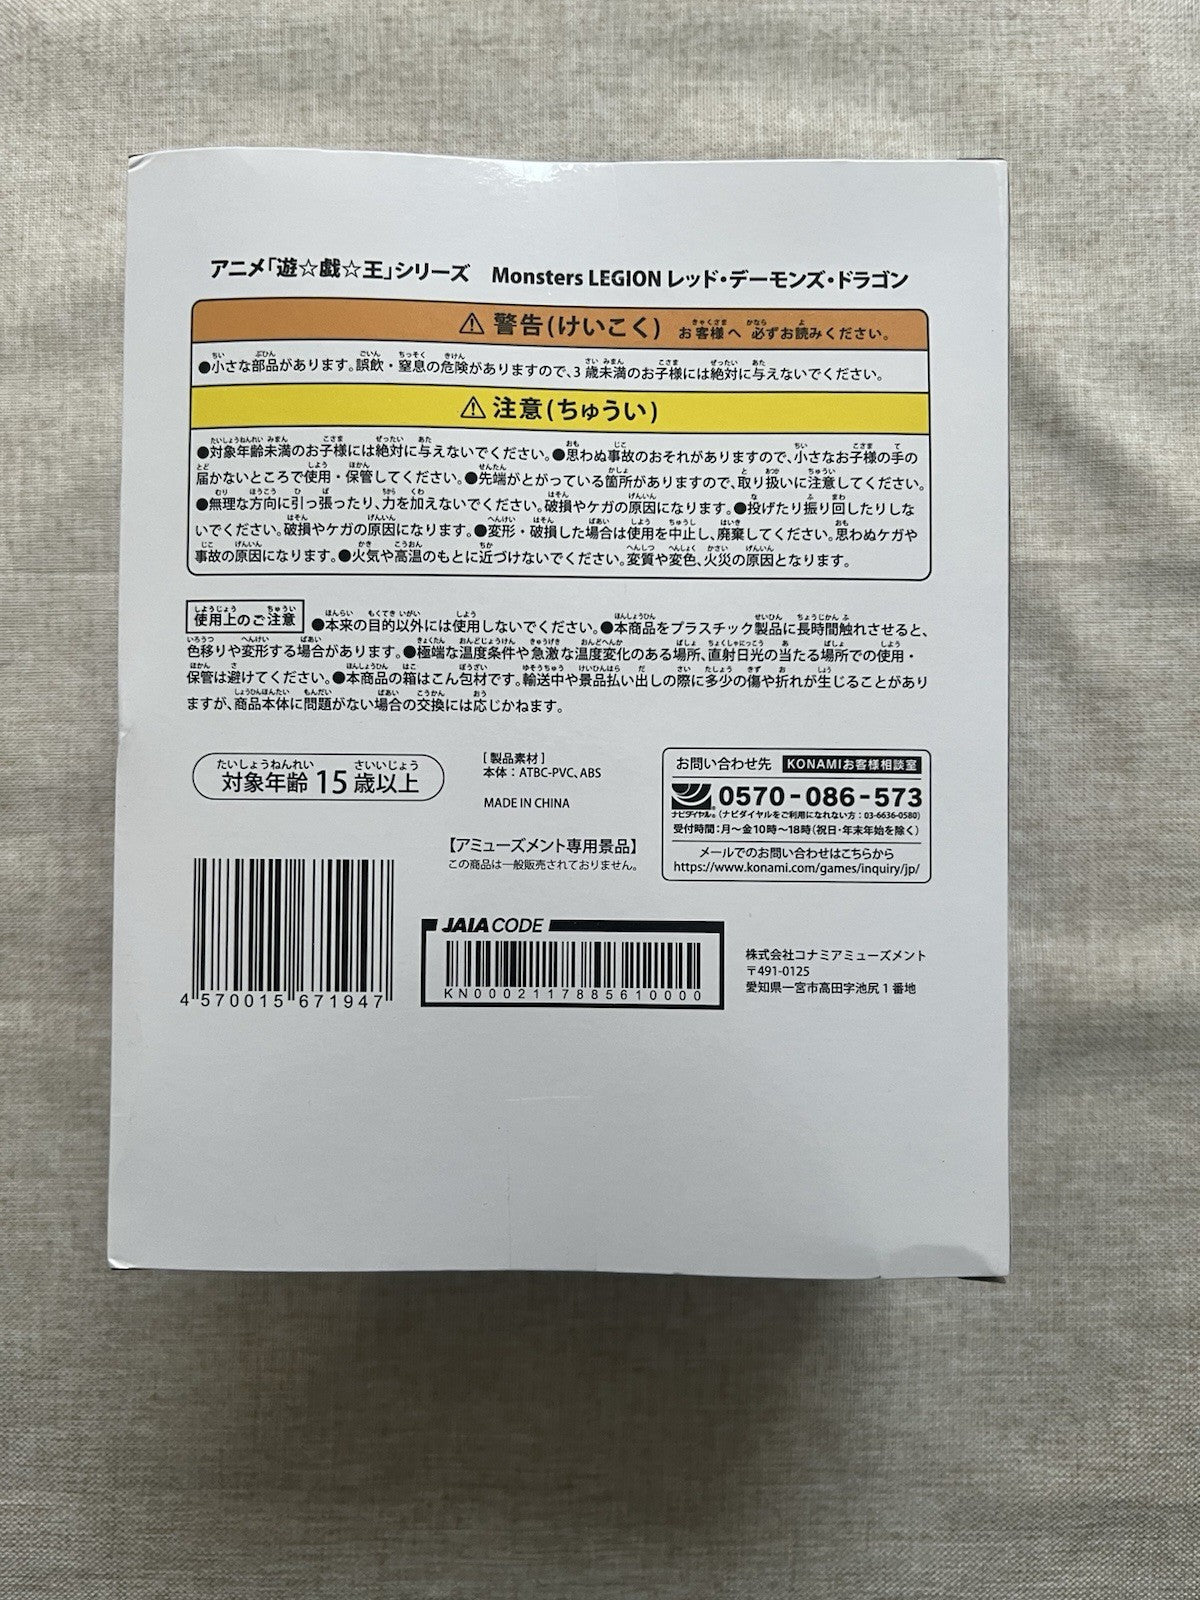 アニメ「遊☆戯☆王」シリーズ　Monsters LEGION レッド・デーモンズ・ドラゴン
⚠ 警告(けいこく) お客様へ 必ずお読みください。
●小さな部品があります。誤飲・窒息の危険がありますので、3歳未満のお子様には絶対に与えないでください。
⚠ 注意(ちゅうい)
●対象年齢未満のお子様には絶対に与えないでください。●思わぬ事故のおそれがありますので、小さなお子様の手の
届かないところで使用・保管してください。●先端がとがっている箇所がありますので、取り扱いに注意してください。
●無理な方向に引っ張ったり、力を加えないでください。破損やケガの原因になります。●投げたり振り回したりしな
いでください。破損やケガの原因になります。●変形・破損した場合は使用を中止し、廃棄してください。思わぬケガや
事故の原因になります。●火気や高温のもとに近づけないでください。変質や変色、火災の原因となります。
使用上のご注意 ●本来の目的以外には使用しないでください。●本商品をプラスチック製品に長時間触れさせると、
色移りや変形する場合があります。●極端な温度条件や急激な温度変化のある場所、直射日光の当たる場所での使用・
保管は避けてください。●本商品の箱はこん包材です。輸送中や景品払い出しの際に多少の傷や折れが生じることがあり
ますが、商品本体に問題がない場合の交換には応じかねます。
対象年齢 15 歳以上
[製品素材]
本体：ATBC-PVC、ABS
MADE IN CHINA
【アミューズメント専用景品】
この商品は一般販売されておりません。
お問い合わせ先 KONAMIお客様相談室
0570-086-573
ナビダイヤル®（ナビダイヤルをご利用になれない方：03-6636-0580）
受付時間：月～金10時～18時（祝日・年末年始を除く）
メールでのお問い合わせはこちらから
https://www.konami.com/games/inquiry/jp/
4 570015 671947
JAIA CODE
KN0002117885610000
株式会社コナミアミューズメント
〒491-0125
愛知県一宮市高田字池尻1番地